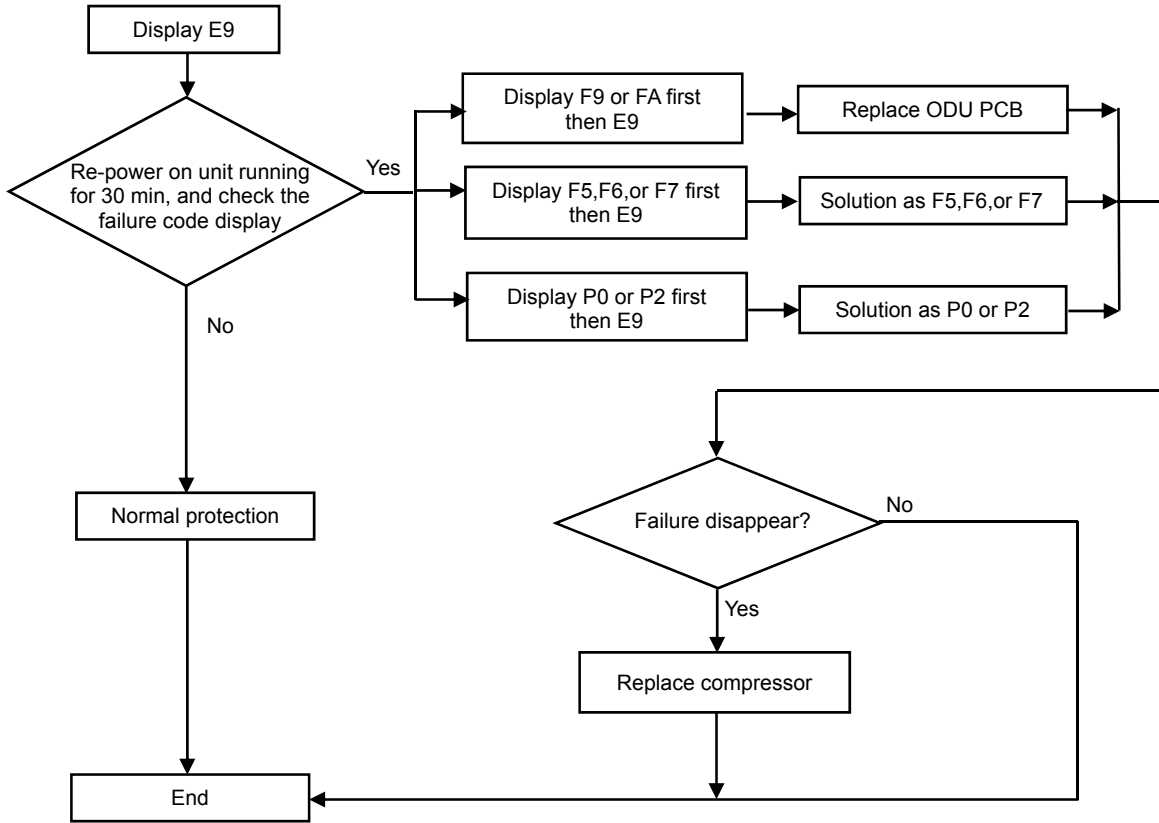 Display E9
Re-power on unit running
for 30 min, and check the
failure code display
Yes
No
Display F9 or FA first
then E9
Replace ODU PCB
Display F5,F6,or F7 first
then E9
Solution as F5,F6,or F7
Display P0 or P2 first
then E9
Solution as P0 or P2
Normal protection
Failure disappear?
No
Yes
Replace compressor
End